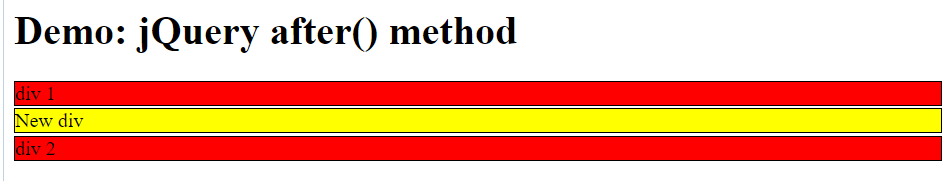 Demo: jQuery after() method
div 1
New div
div 2